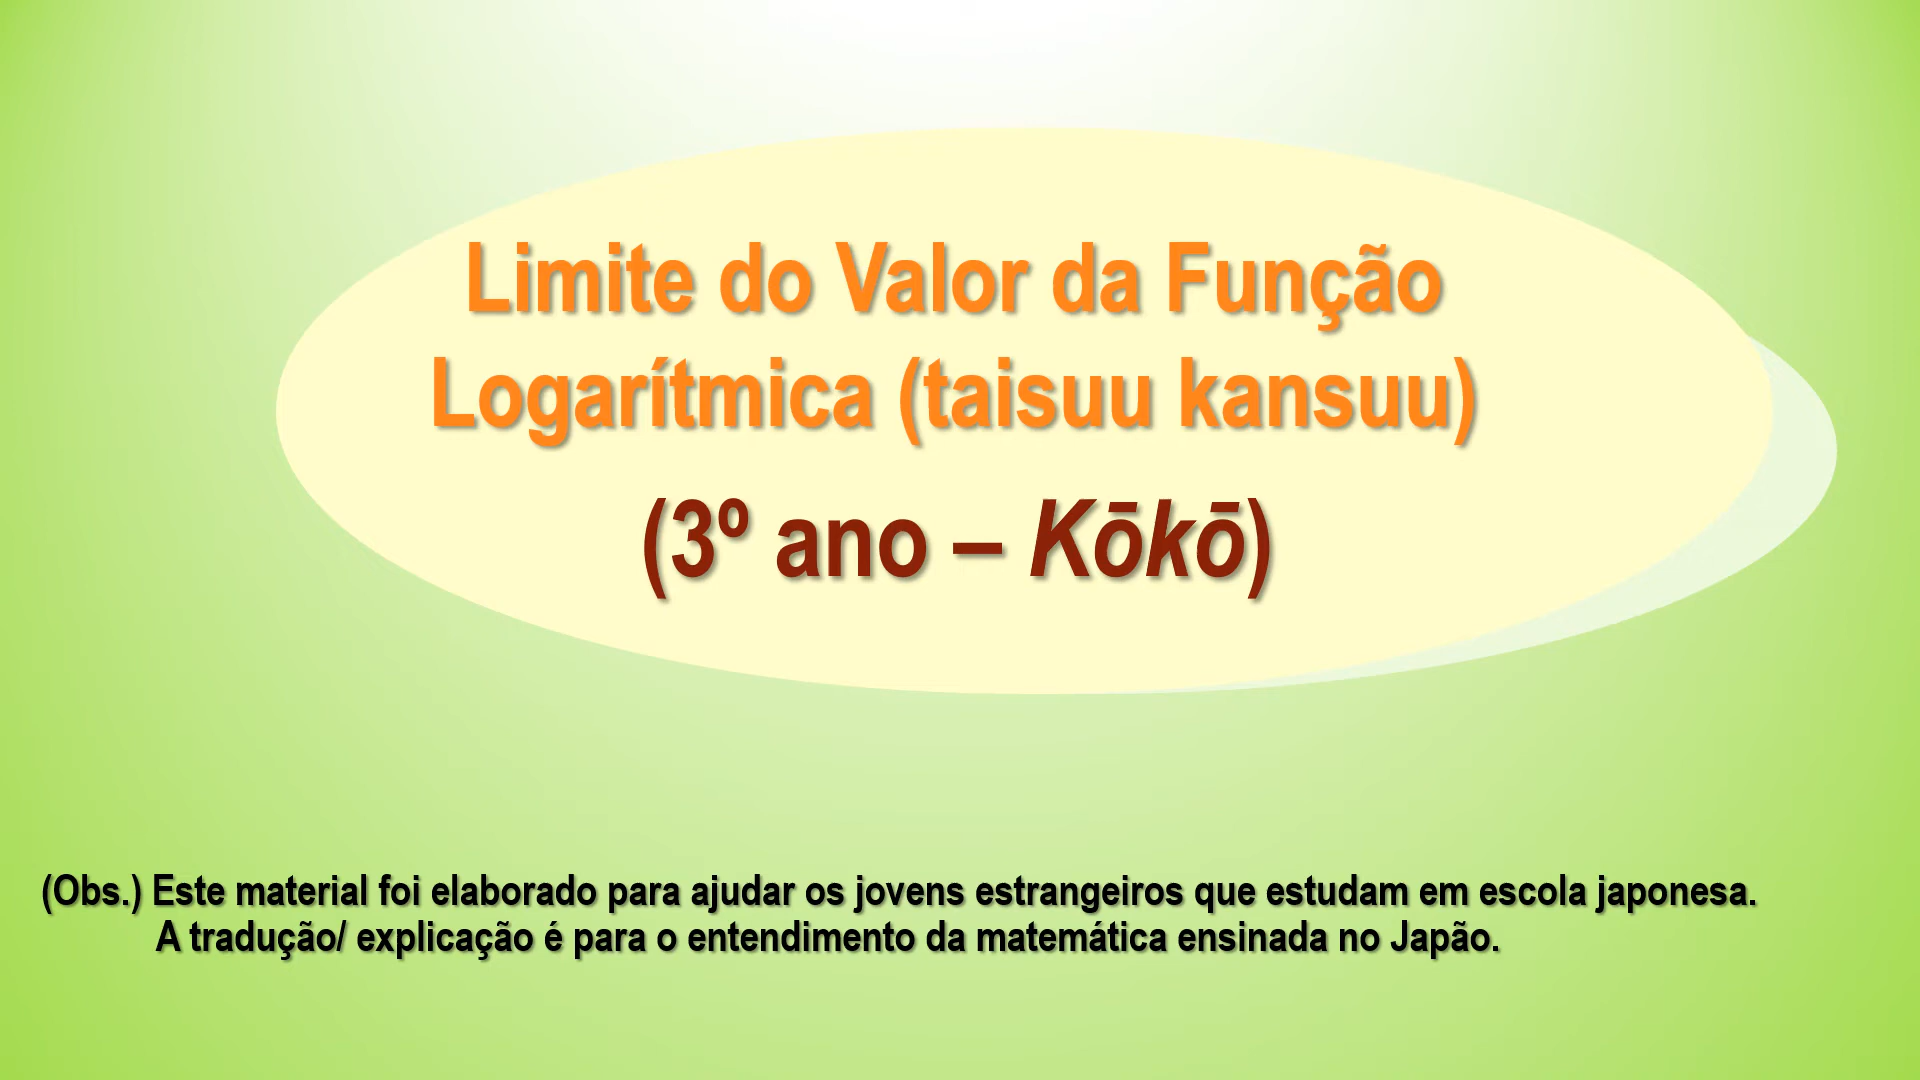 Limite do Valor da Função
Logarítmica (taisuu kansuu)
(3º ano – Kōkō)
(Obs.) Este material foi elaborado para ajudar os jovens estrangeiros que estudam em escola japonesa.
A tradução/ explicação é para o entendimento da matemática ensinada no Japão.